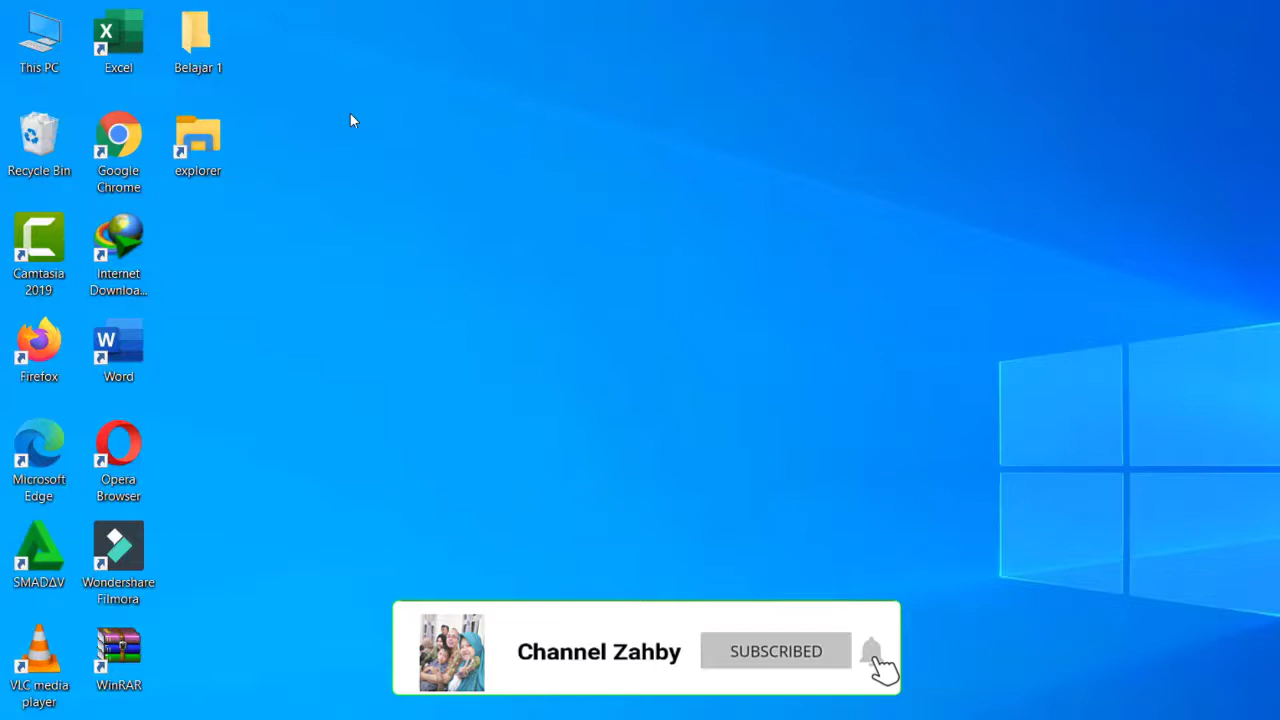 This PC
Excel
Belajar 1
Recycle Bin
Google
Chrome
explorer
Camtasia
2019
Internet
Downloa...
Firefox
Word
Microsoft
Edge
Opera
Browser
SMADΔV
Wondershare
Filmora
VLC media
player
WinRAR
Channel Zahby
SUBSCRIBED